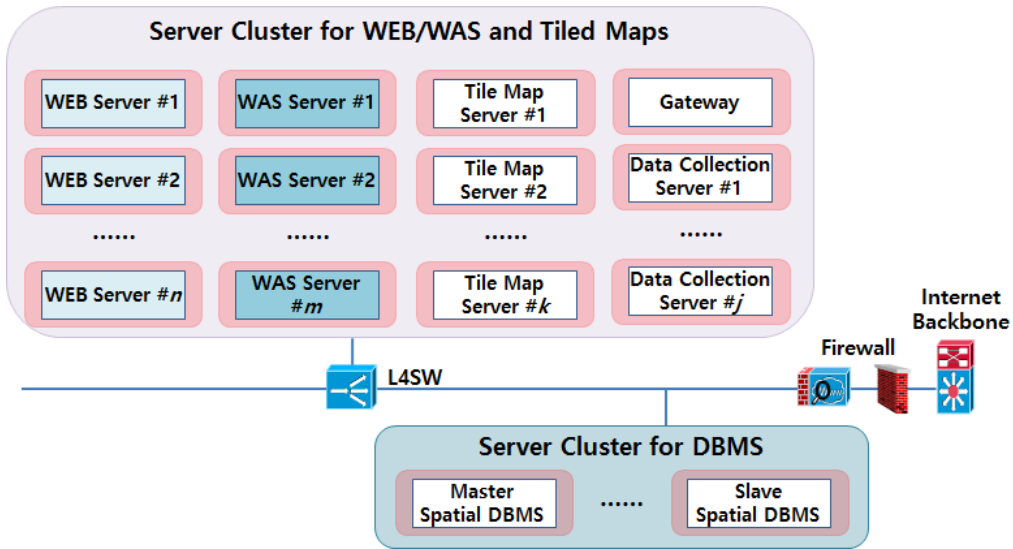 Server Cluster for WEB/WAS and Tiled Maps
WEB Server #1
WAS Server #1
Tile Map
Server #1
Gateway
WEB Server #2
WAS Server #2
Tile Map
Server #2
Data Collection
Server #1
......
......
......
......
WEB Server #n
WAS Server
#m
Tile Map
Server #k
Data Collection
Server #j
Internet
Backbone
Firewall
L4SW
Server Cluster for DBMS
Master
Spatial DBMS
......
Slave
Spatial DBMS